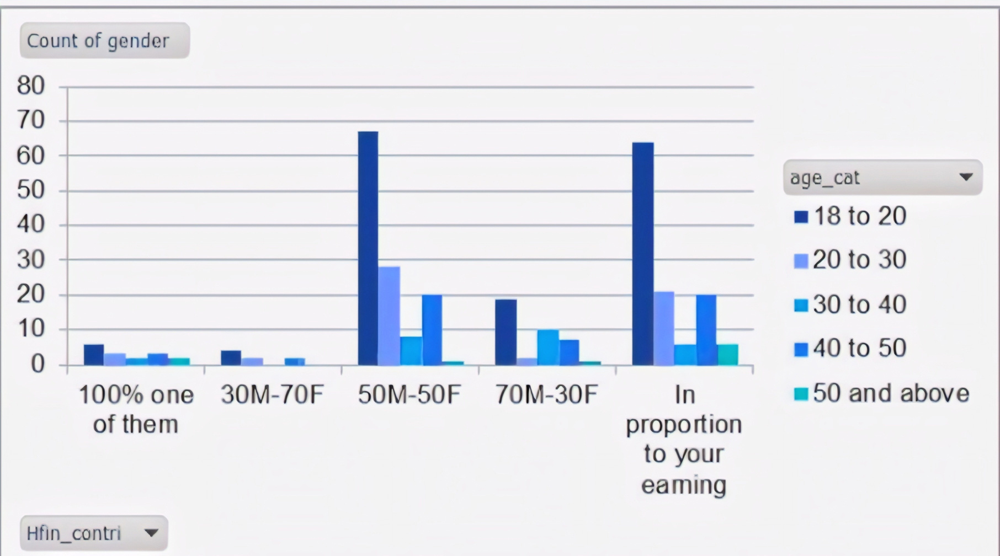 Count of gender
80
70
60
50
40
30
20
10
0
100% one
of them
30M-70F
50M-50F
70M-30F
In
proportion
to your
earning
age_cat
18 to 20
20 to 30
30 to 40
40 to 50
50 and above
Hfin_contri